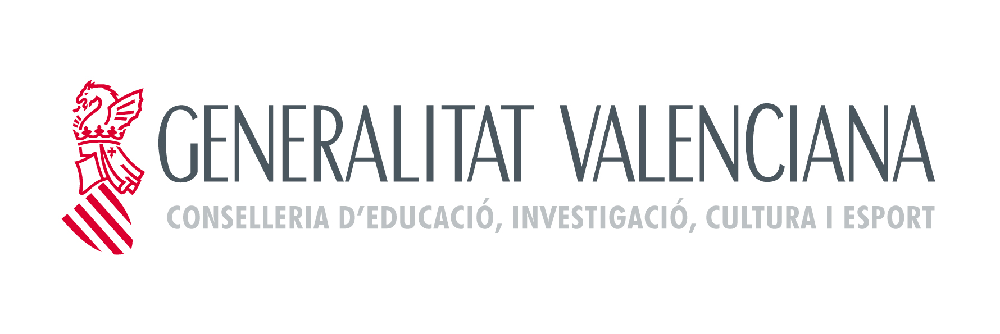 GENERALITAT VALENCIANA
CONSELLERIA D’EDUCACIÓ, INVESTIGACIÓ, CULTURA I ESPORT